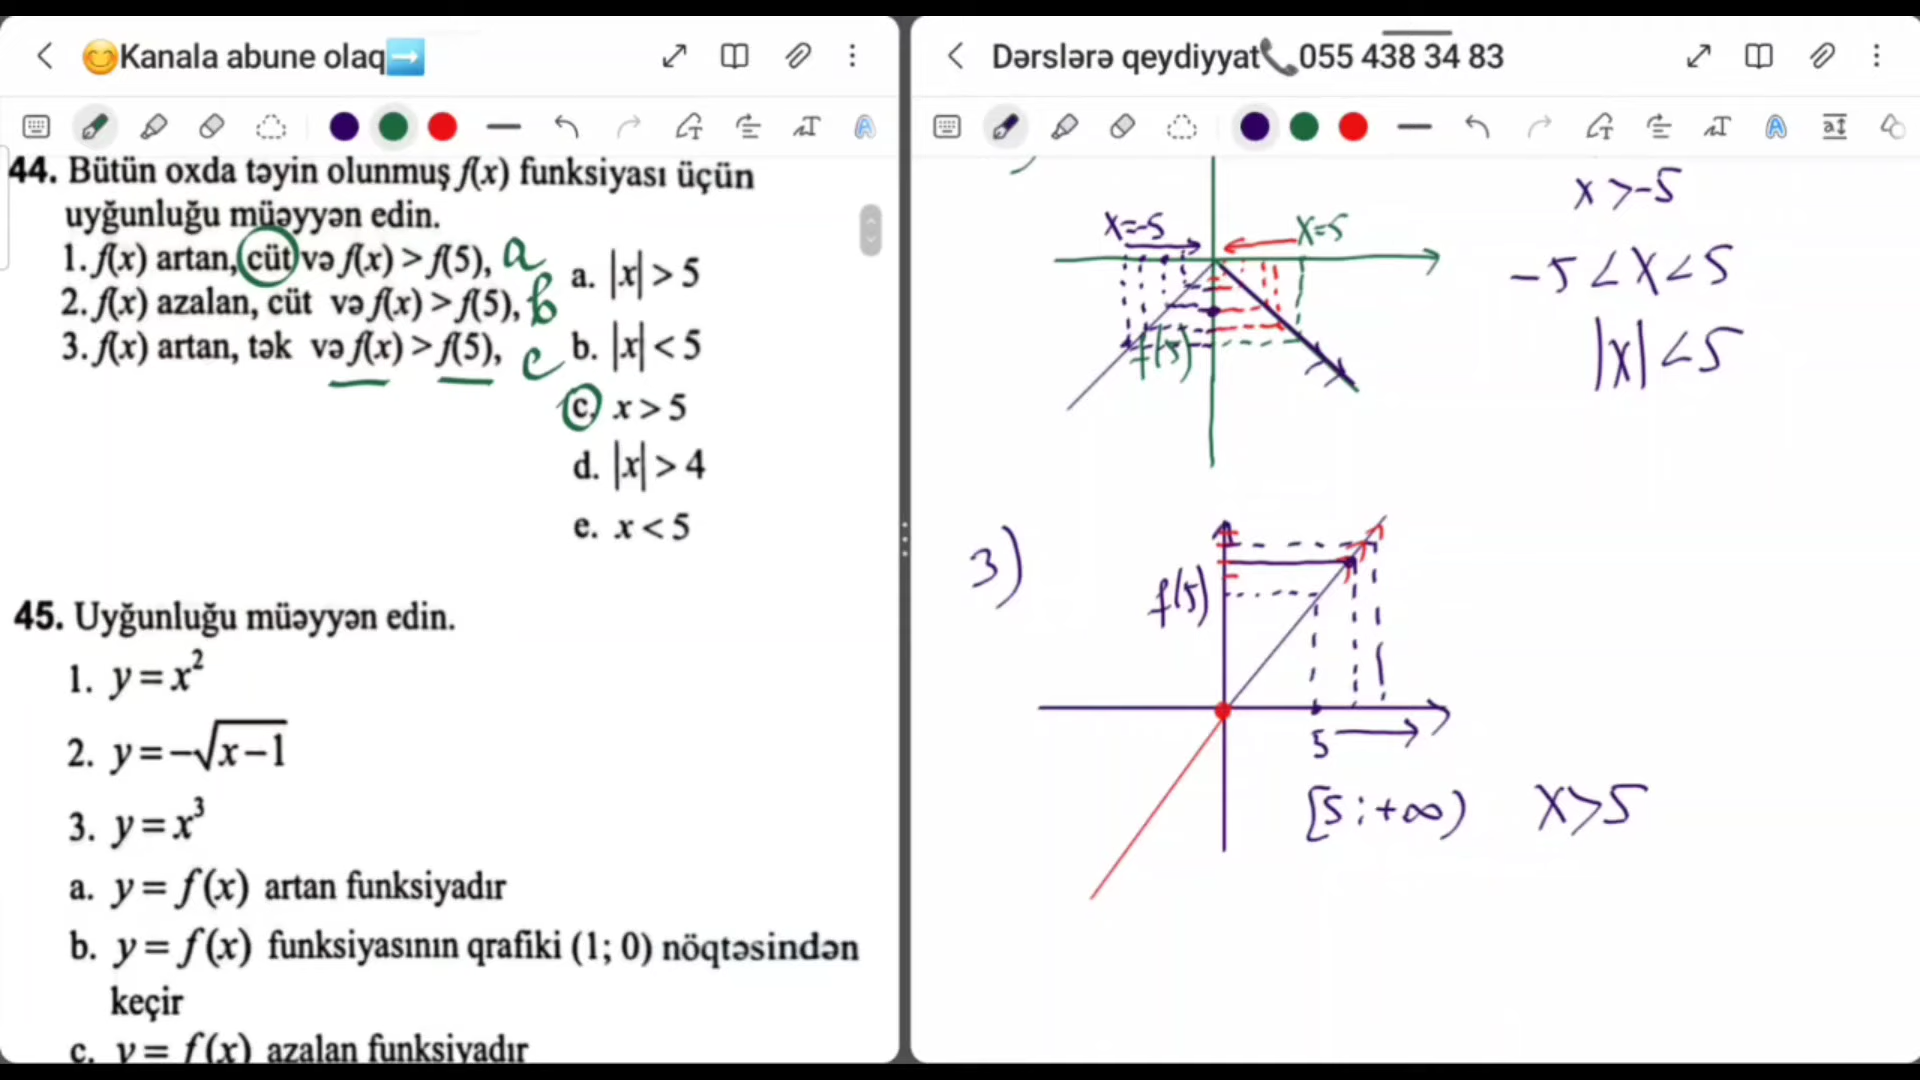 😊Kanala abune olaq➡️
44. Bütün oxda təyin olunmuş f(x) funksiyası üçün
uyğunluğu müəyyən edin.
1. f(x) artan, cüt və f(x) > f(5), a
2. f(x) azalan, cüt və f(x) > f(5), b
3. f(x) artan, tək və f(x) > f(5), c
a. |x| > 5
b. |x| < 5
c. x > 5
d. |x| > 4
e. x < 5
45. Uyğunluğu müəyyən edin.
1. y = x²
2. y = −√(x−1)
3. y = x³
a. y = f(x) artan funksiyadır
b. y = f(x) funksiyasının qrafiki (1; 0) nöqtəsindən
keçir
c. y = f(x) azalan funksiyadır
Dərslərə qeydiyyat📞055 438 34 83
x > -5
x=-5
x=5
-5 < x < 5
f(5)
|x| < 5
3)
f(5)
5
[5 ; +∞) x > 5